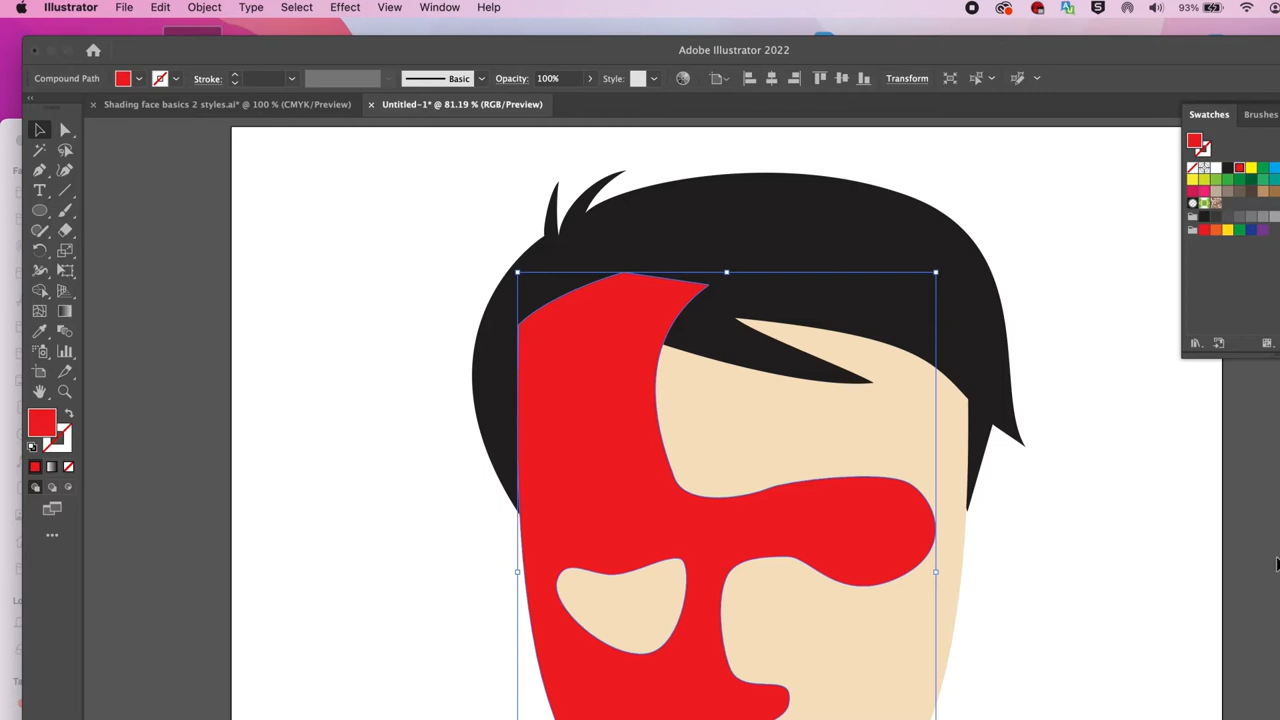 Illustrator File Edit Object Type Select Effect View Window Help 93%
Adobe Illustrator 2022
Compound Path Stroke: Basic Opacity: 100% Style: Transform
Shading face basics 2 styles.ai* @ 100 % (CMYK/Preview) Untitled-1* @ 81.19 % (RGB/Preview)
Swatches Brushes